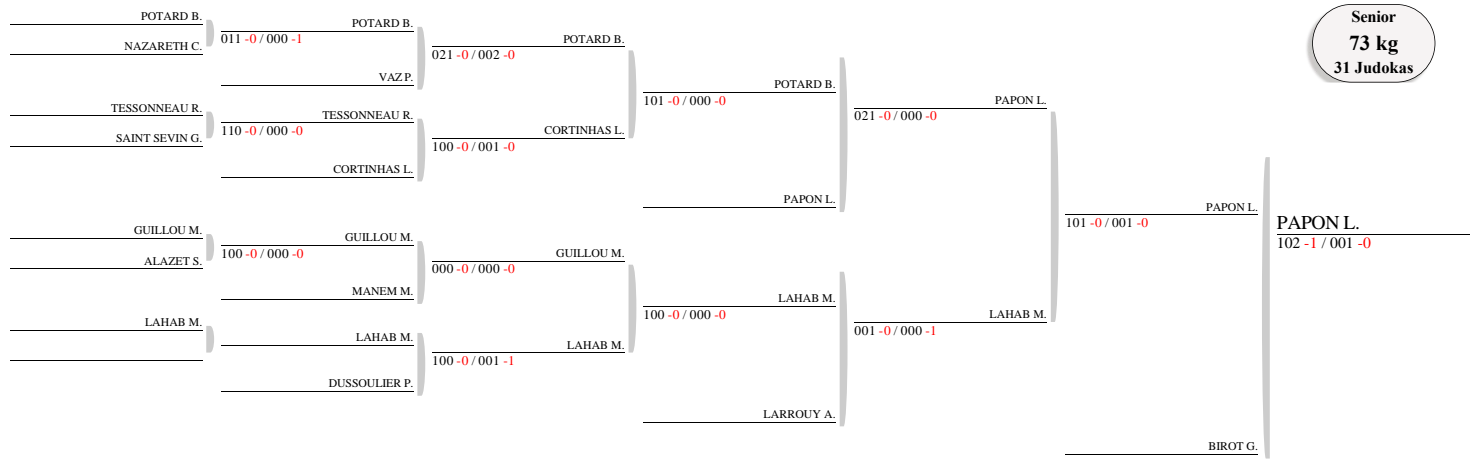 Senior
73 kg
31 Judokas
POTARD B.
NAZARETH C.
TESSONNEAU R.
SAINT SEVIN G.
GUILLOU M.
ALAZET S.
LAHAB M.
POTARD B.
011 -0 / 000 -1
VAZ P.
TESSONNEAU R.
110 -0 / 000 -0
CORTINHAS L.
GUILLOU M.
100 -0 / 000 -0
MANEM M.
LAHAB M.
DUSSOULIER P.
POTARD B.
021 -0 / 002 -0
CORTINHAS L.
100 -0 / 001 -0
GUILLOU M.
000 -0 / 000 -0
LAHAB M.
100 -0 / 001 -1
POTARD B.
101 -0 / 000 -0
PAPON L.
LAHAB M.
100 -0 / 000 -0
LARROUY A.
PAPON L.
021 -0 / 000 -0
LAHAB M.
001 -0 / 000 -1
PAPON L.
101 -0 / 001 -0
BIROT G.
PAPON L.
102 -1 / 001 -0